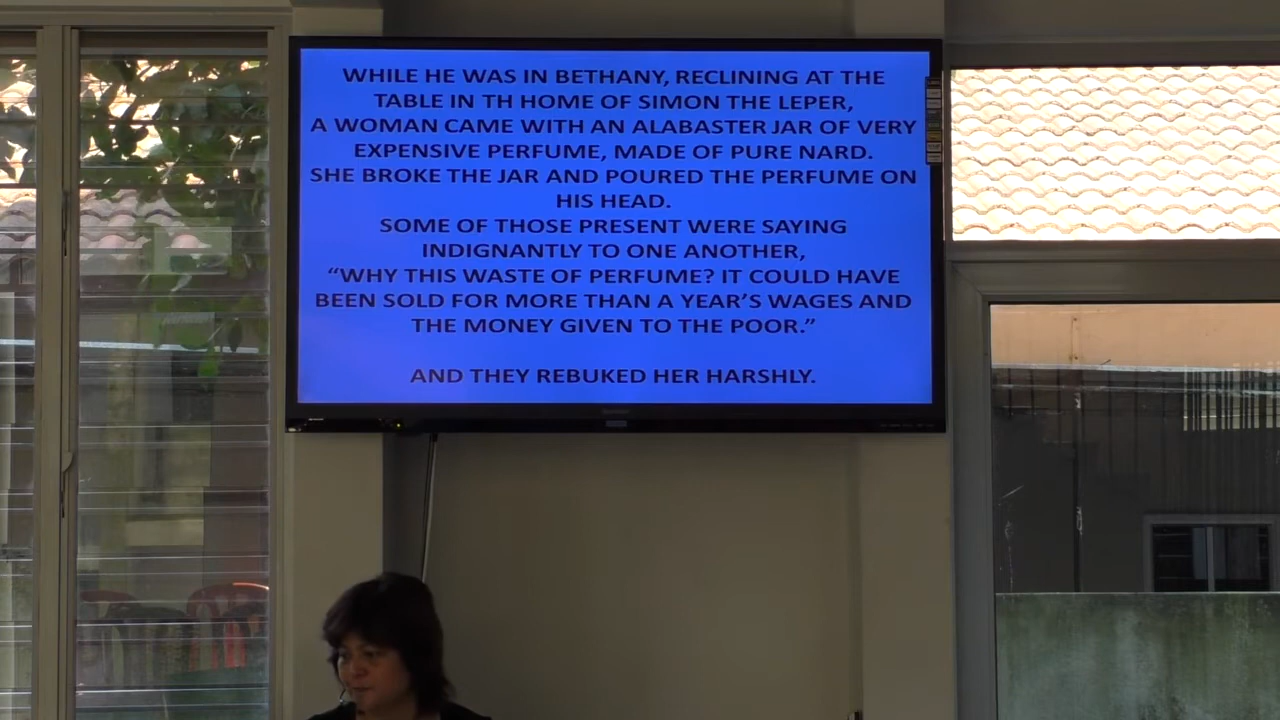 WHILE HE WAS IN BETHANY, RECLINING AT THE
TABLE IN TH HOME OF SIMON THE LEPER,
A WOMAN CAME WITH AN ALABASTER JAR OF VERY
EXPENSIVE PERFUME, MADE OF PURE NARD.
SHE BROKE THE JAR AND POURED THE PERFUME ON
HIS HEAD.
SOME OF THOSE PRESENT WERE SAYING
INDIGNANTLY TO ONE ANOTHER,
“WHY THIS WASTE OF PERFUME? IT COULD HAVE
BEEN SOLD FOR MORE THAN A YEAR’S WAGES AND
THE MONEY GIVEN TO THE POOR.”
AND THEY REBUKED HER HARSHLY.